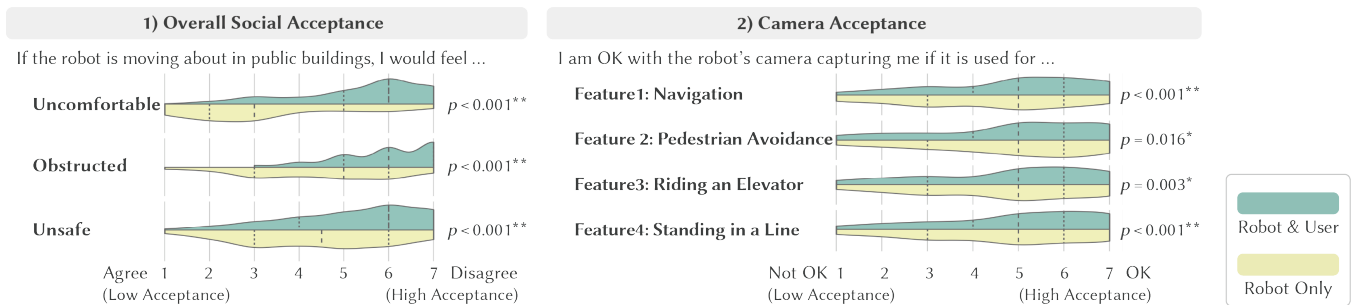 1) Overall Social Acceptance
If the robot is moving about in public buildings, I would feel ...
Uncomfortable p < 0.001**
Obstructed p < 0.001**
Unsafe p < 0.001**
Agree 1 2 3 4 5 6 7 Disagree
(Low Acceptance) (High Acceptance)
2) Camera Acceptance
I am OK with the robot's camera capturing me if it is used for ...
Feature1: Navigation p < 0.001**
Feature 2: Pedestrian Avoidance p = 0.016*
Feature3: Riding an Elevator p = 0.003*
Feature4: Standing in a Line p < 0.001**
Not OK 1 2 3 4 5 6 7 OK
(Low Acceptance) (High Acceptance)
Robot & User
Robot Only